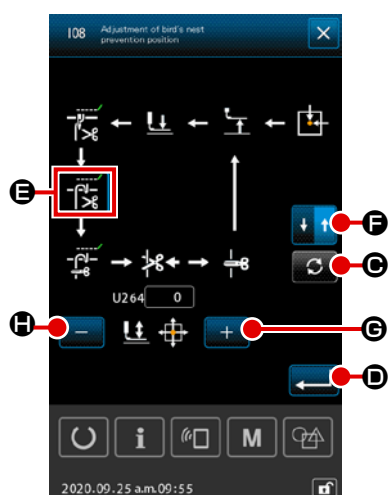 I08 Adjustment of bird's nest
prevention position
E
F
C
U264 0
H
G
D
i M
2020.09.25 a.m.09:55